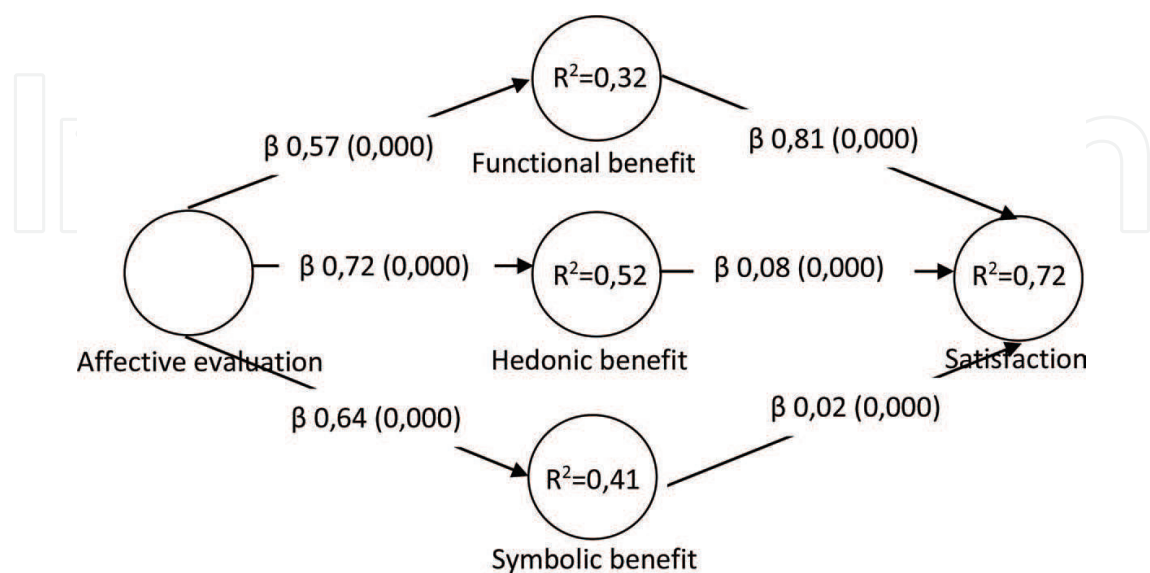 R²=0,32
β 0,57 (0,000)
β 0,81 (0,000)
Functional benefit
β 0,72 (0,000)
R²=0,52
β 0,08 (0,000)
R²=0,72
Affective evaluation
Hedonic benefit
Satisfaction
β 0,64 (0,000)
β 0,02 (0,000)
R²=0,41
Symbolic benefit